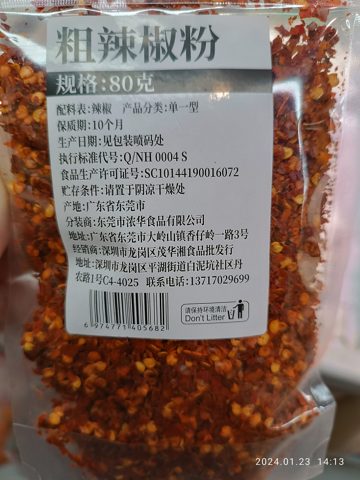 粗辣椒粉
规格:80克
配料表:辣椒 产品分类:单一型
保质期:10个月
生产日期:见包装喷码处
执行标准代号:Q/NH 0004 S
食品生产许可证号:SC10144190016072
贮存条件:请置于阴凉干燥处
产地:广东省东莞市
分装商:东莞市浓华食品有限公司
地址:广东省东莞市大岭山镇香仔岭一路3号
经销商:深圳市龙岗区茂华湘食品批发行
地址:深圳市龙岗区平湖街道白泥坑社区丹
农路1号C4-4025 联系电话:13717029699
请保持环境清洁
Don't Litter
6 974771 405682
2024.01.23 14:13